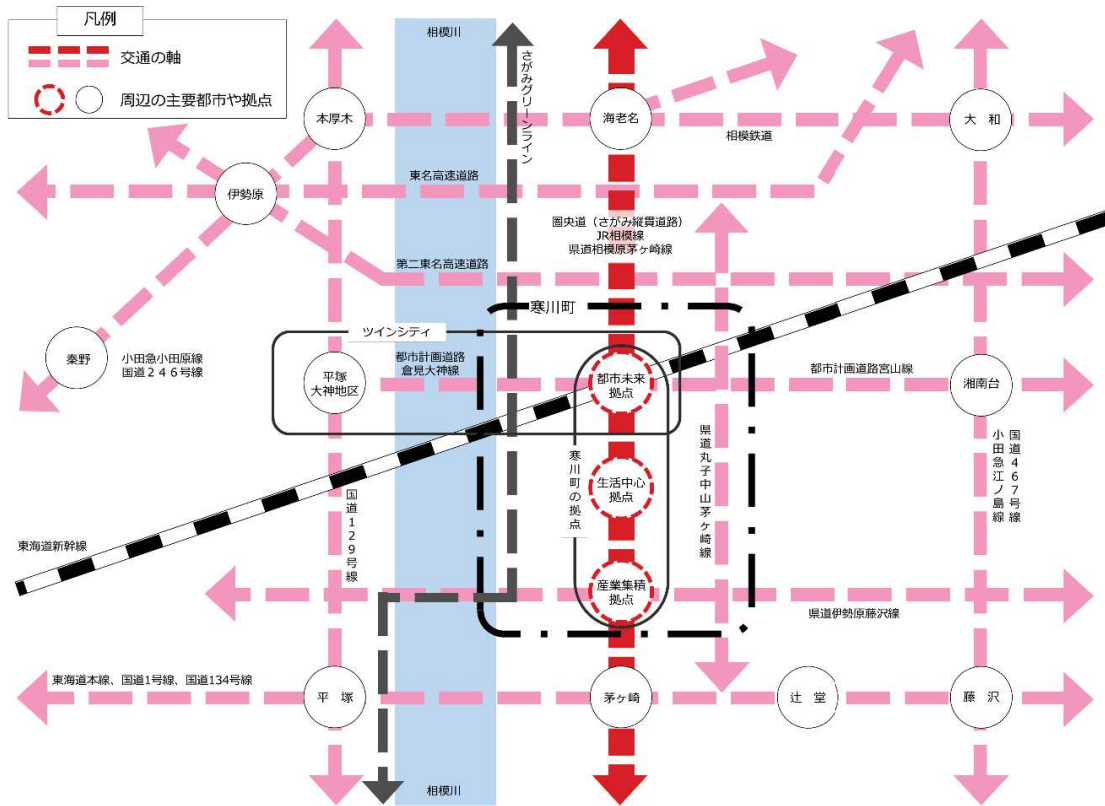 凡例
交通の軸
周辺の主要都市や拠点
相模川
さがみグリーンライン
本厚木
海老名
大 和
相模鉄道
伊勢原
東名高速道路
圏央道（さがみ縦貫道路）
JR相模線
県道相模原茅ヶ崎線
第二東名高速道路
寒川町
ツインシティ
秦野
小田急小田原線
国道２４６号線
平塚
大神地区
都市計画道路
倉見大神線
都市未来
拠点
都市計画道路宮山線
湘南台
県道丸子中山茅ヶ崎線
国道４６７号線
小田急江ノ島線
寒川町の拠点
生活中心
拠点
国道１２９号線
東海道新幹線
産業集積
拠点
県道伊勢原藤沢線
東海道本線、国道1号線、国道134号線
平 塚
茅ヶ崎
辻 堂
藤 沢
相模川